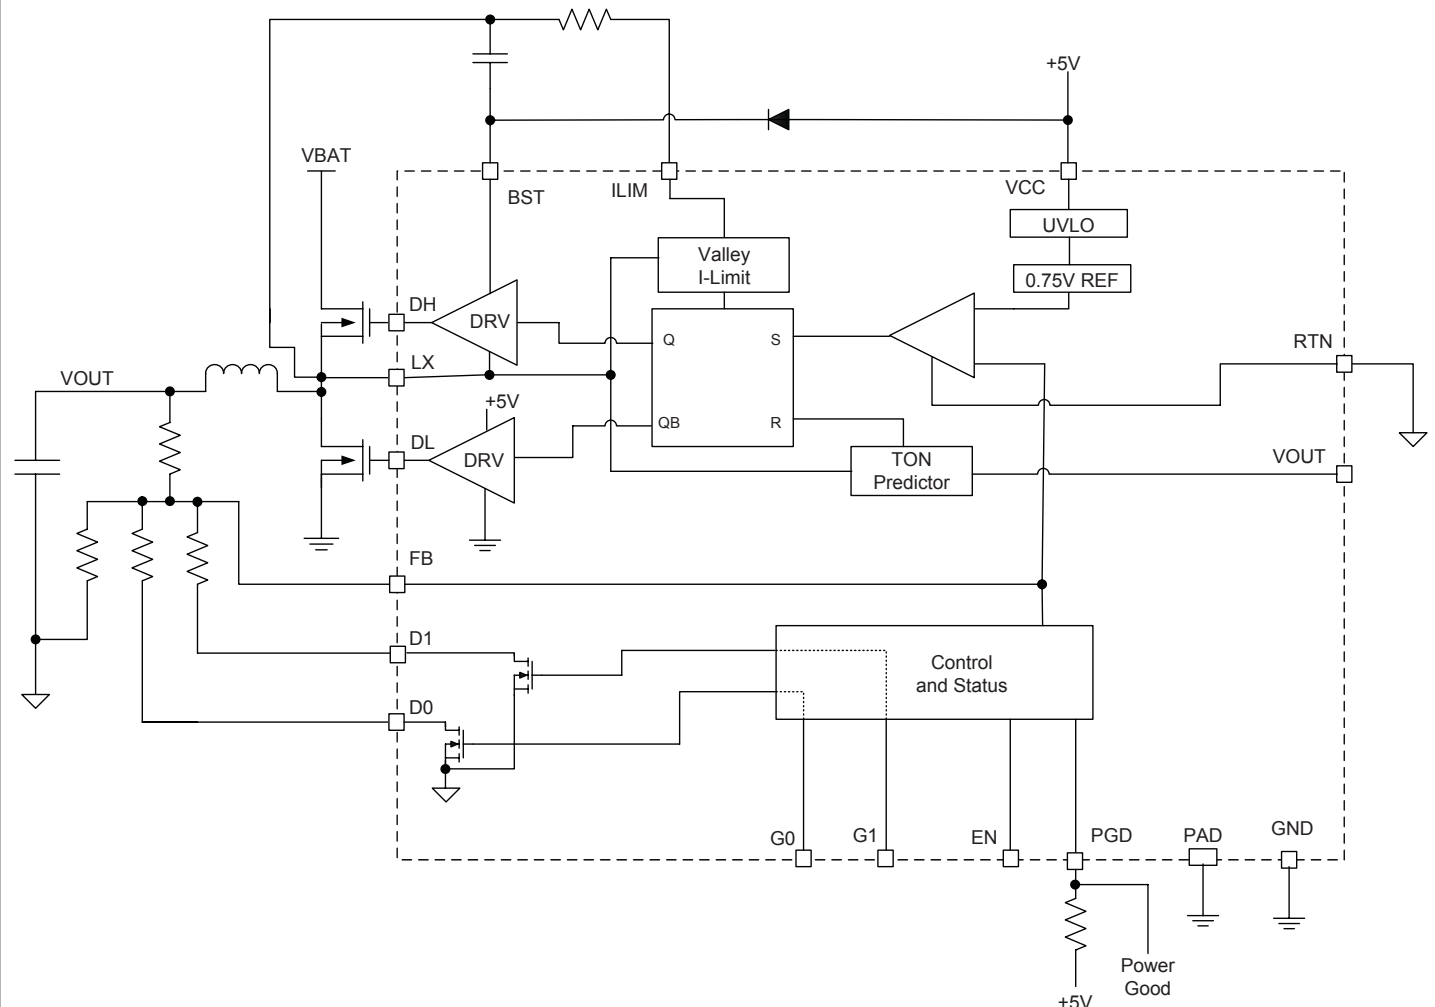 +5V
VBAT
BST
ILIM
VCC
UVLO
Valley
I-Limit
0.75V REF
DH
DRV
Q
S
RTN
LX
VOUT
+5V
DL
DRV
QB
R
TON
Predictor
VOUT
FB
D1
Control
and Status
D0
G0
G1
EN
PGD
PAD
GND
Power
Good
+5V